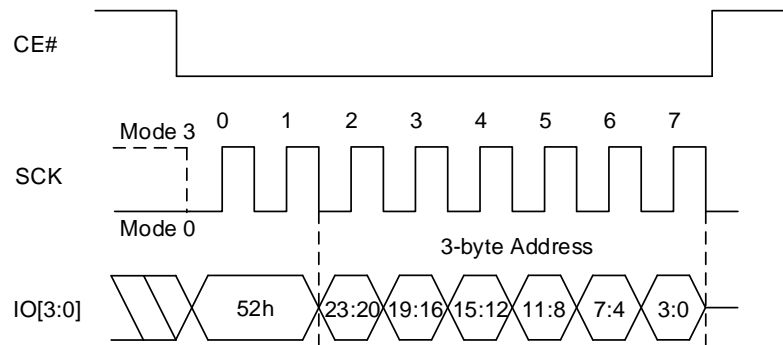 CE#
Mode 3
0 1 2 3 4 5 6 7
SCK
Mode 0
3-byte Address
IO[3:0]
52h 23:20 19:16 15:12 11:8 7:4 3:0